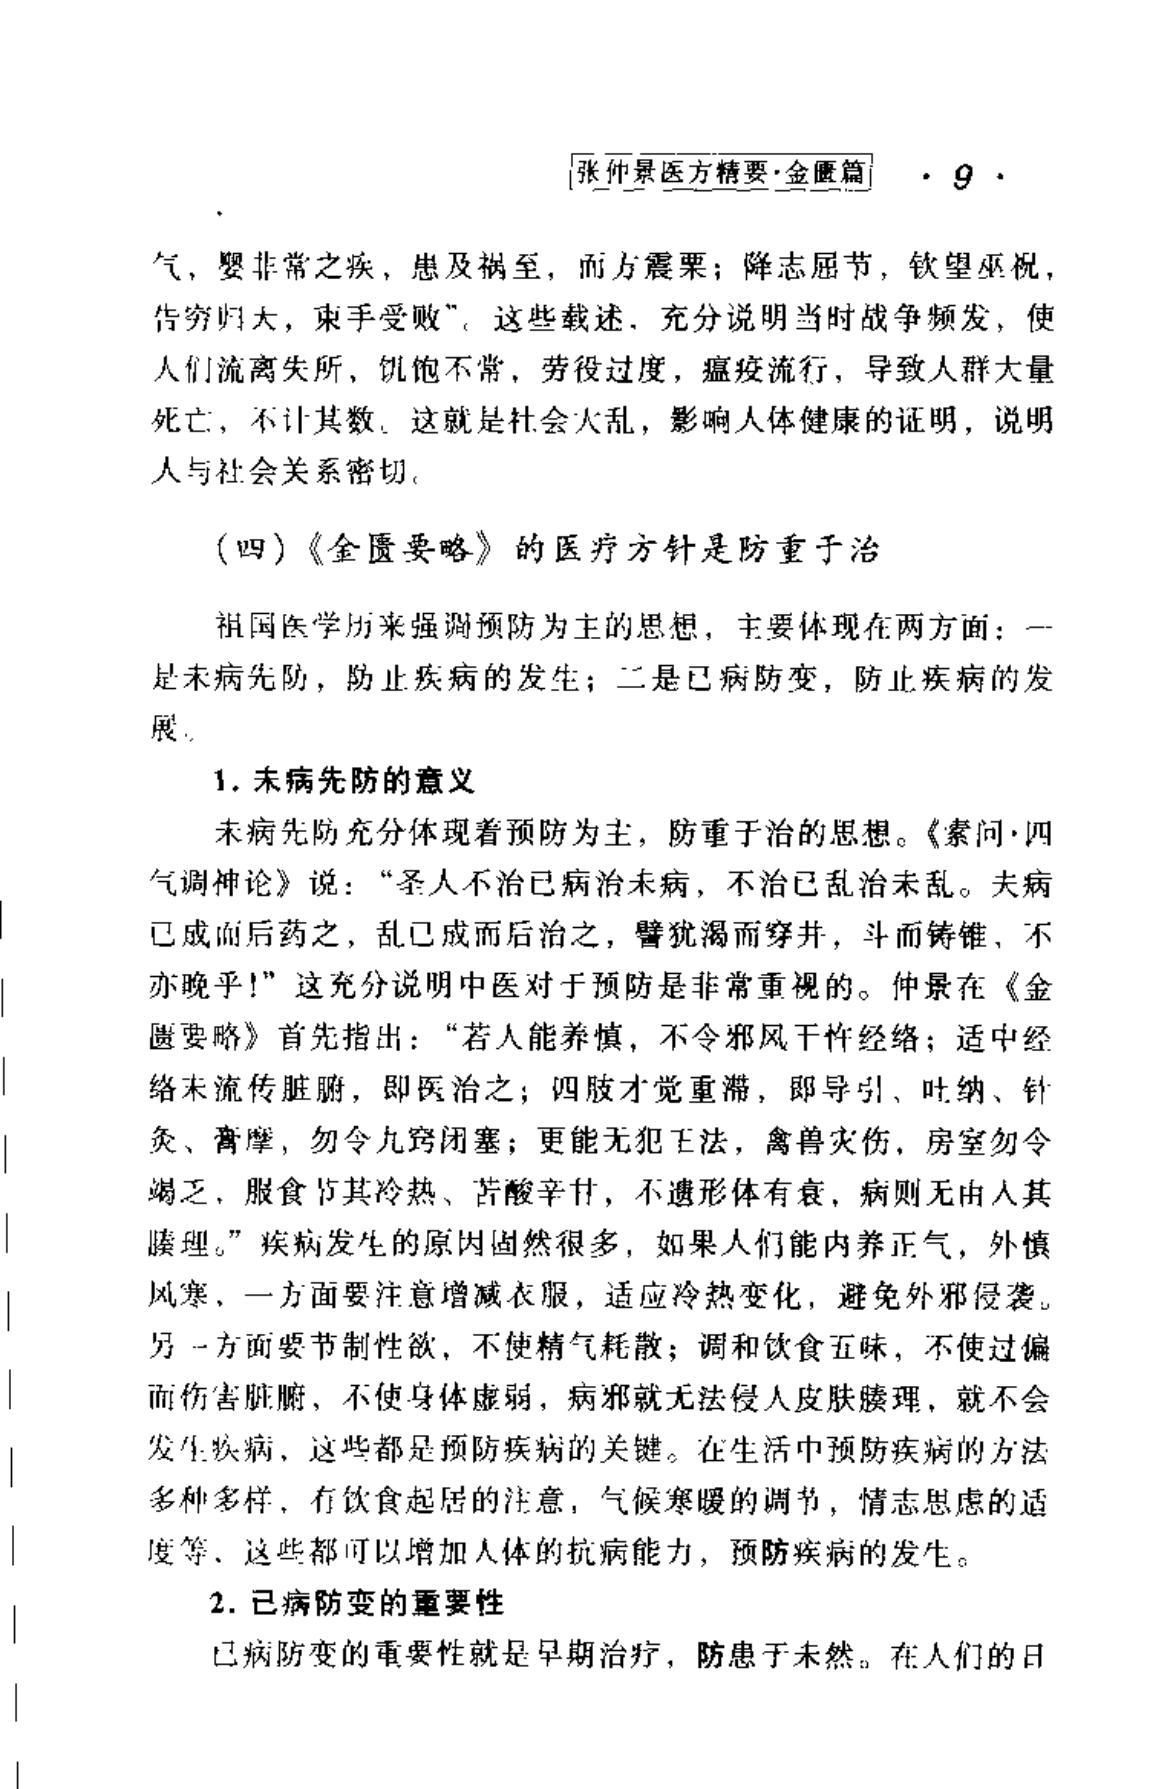 张仲景医方精要·金匮篇 · 9 ·
气，婴非常之疾，患及祸至，而方震栗；降志屈节，钦望巫祝，
告穷归天，束手受败”。这些载述，充分说明当时战争频发，使
人们流离失所，饥饱不常，劳役过度，瘟疫流行，导致人群大量
死亡，不计其数。这就是社会大乱，影响人体健康的证明，说明
人与社会关系密切。
(四)《金匮要略》的医疗方针是防重于治
祖国医学历来强调预防为主的思想，主要体现在两方面：一
是未病先防，防止疾病的发生；二是已病防变，防止疾病的发
展。
1. 未病先防的意义
未病先防充分体现着预防为主，防重于治的思想。《素问·四
气调神论》说：“圣人不治已病治未病，不治已乱治未乱。夫病
已成而后药之，乱已成而后治之，譬犹渴而穿井，斗而铸锥，不
亦晚乎！”这充分说明中医对于预防是非常重视的。仲景在《金
匮要略》首先指出：“若人能养慎，不令邪风干忤经络；适中经
络未流传脏腑，即医治之；四肢才觉重滞，即导引、吐纳、针
灸、膏摩，勿令九窍闭塞；更能无犯王法，禽兽灾伤，房室勿令
竭乏，服食节其冷热、苦酸辛甘，不遗形体有衰，病则无由人其
腠理。”疾病发生的原因固然很多，如果人们能内养正气，外慎
风寒，一方面要注意增减衣服，适应冷热变化，避免外邪侵袭。
另一方面要节制性欲，不使精气耗散；调和饮食五味，不使过偏
而伤害脏腑，不使身体虚弱，病邪就无法侵人皮肤腠理，就不会
发生疾病，这些都是预防疾病的关键。在生活中预防疾病的方法
多种多样，有饮食起居的注意，气候寒暖的调节，情志思虑的适
度等，这些都可以增加人体的抗病能力，预防疾病的发生。
2. 已病防变的重要性
已病防变的重要性就是早期治疗，防患于未然。在人们的日